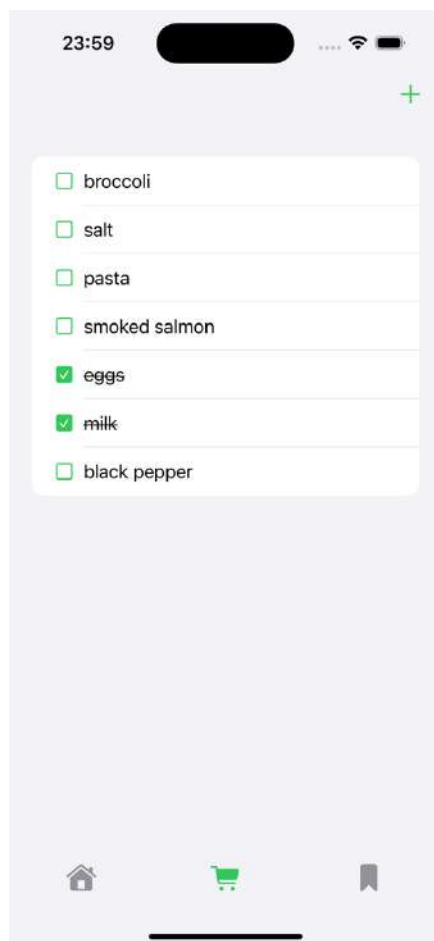 23:59
broccoli
salt
pasta
smoked salmon
eggs
milk
black pepper